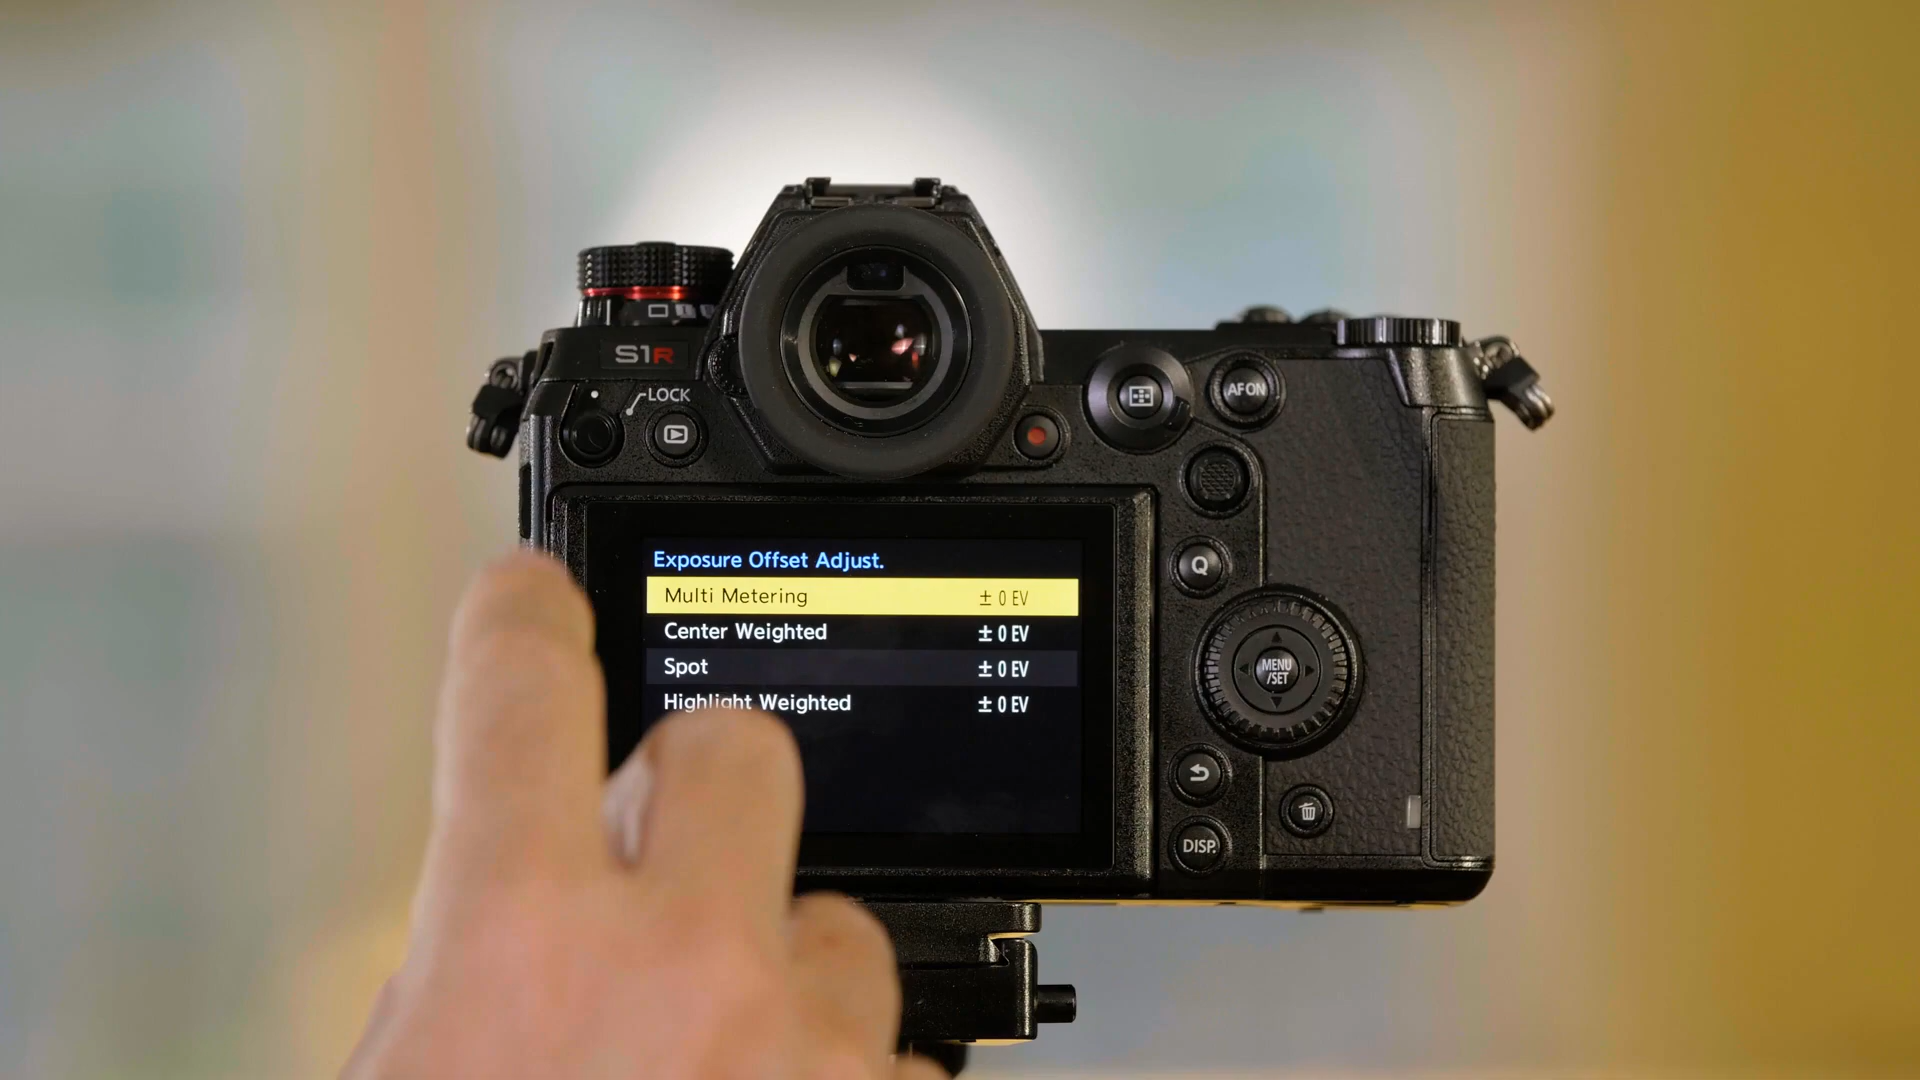 S1R
LOCK
AF ON
Q
MENU
/SET
DISP.
Exposure Offset Adjust.
Multi Metering ± 0 EV
Center Weighted ± 0 EV
Spot ± 0 EV
Highlight Weighted ± 0 EV